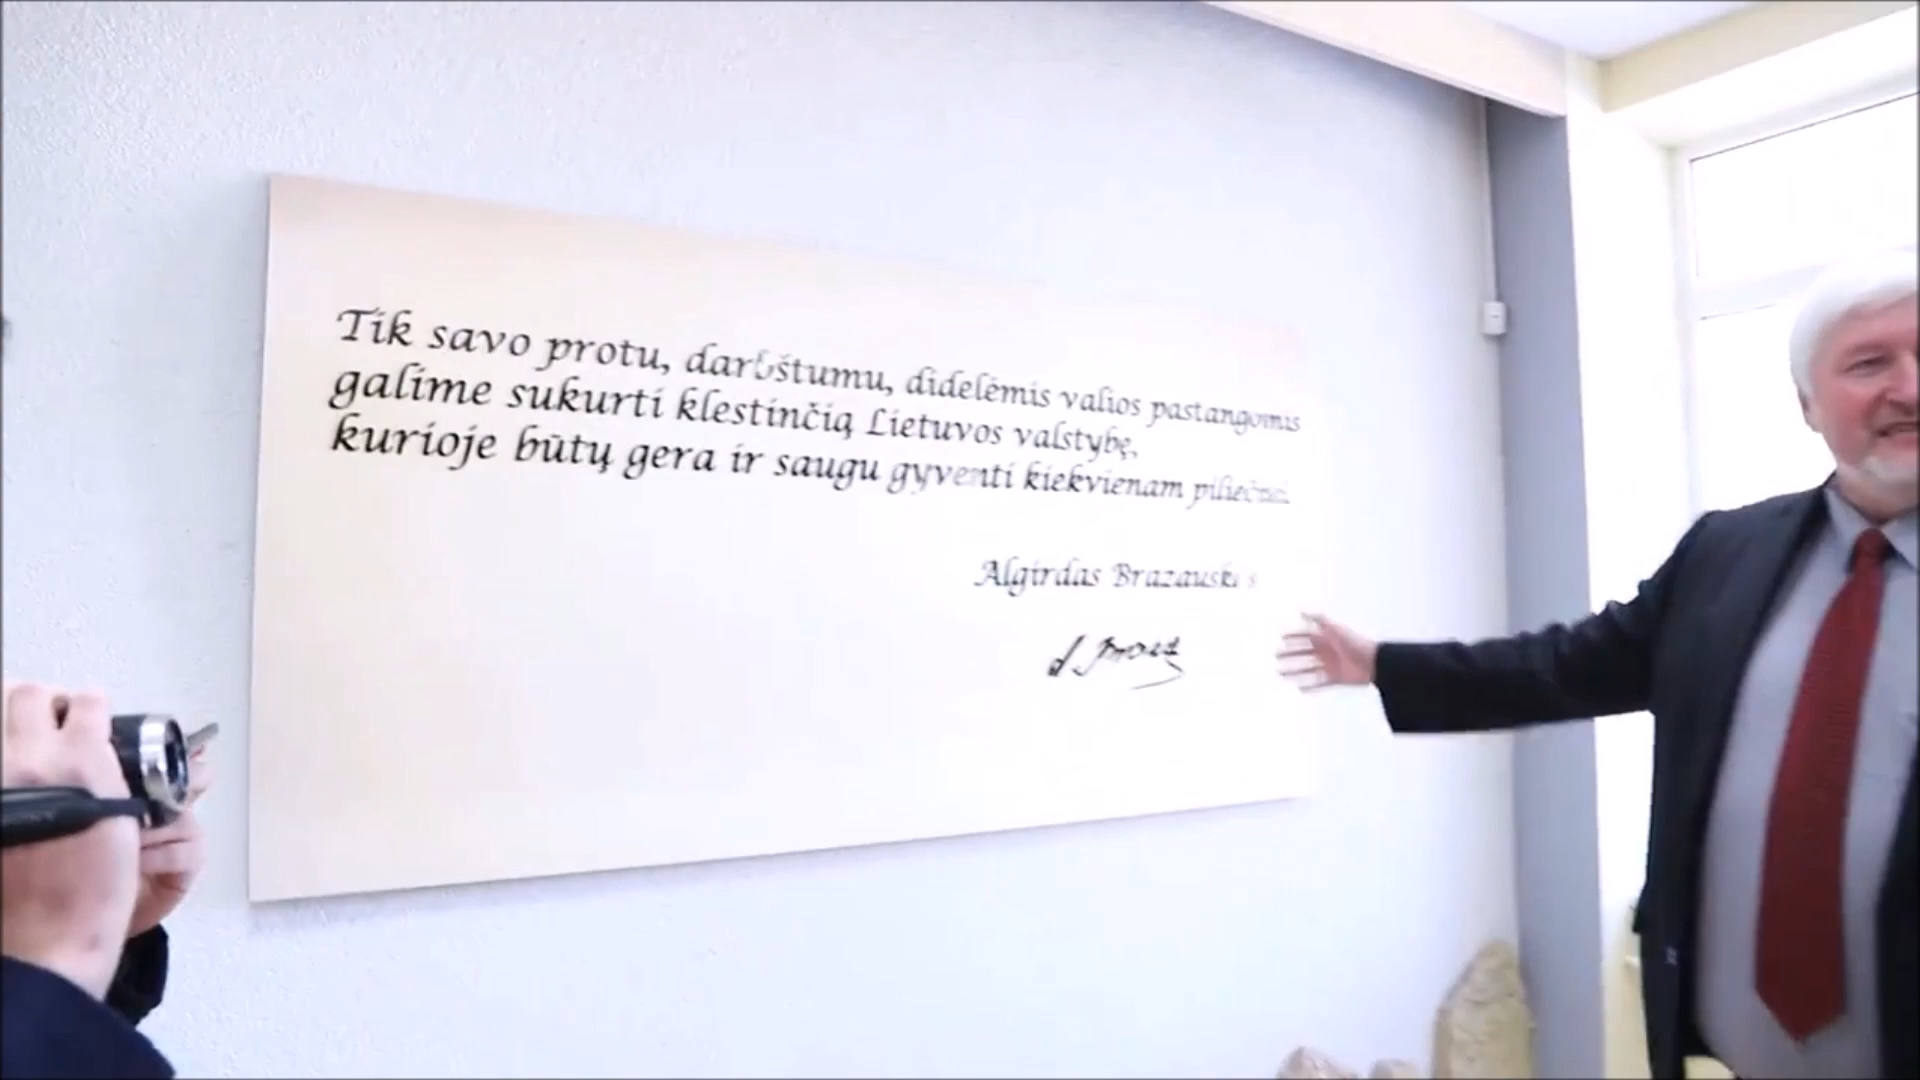 Tik savo protu, darbštumu, didelėmis valios pastangomis
galime sukurti klestinčią Lietuvos valstybę,
kurioje būtų gera ir saugu gyventi kiekvienam piliečiui.
Algirdas Brazauskas